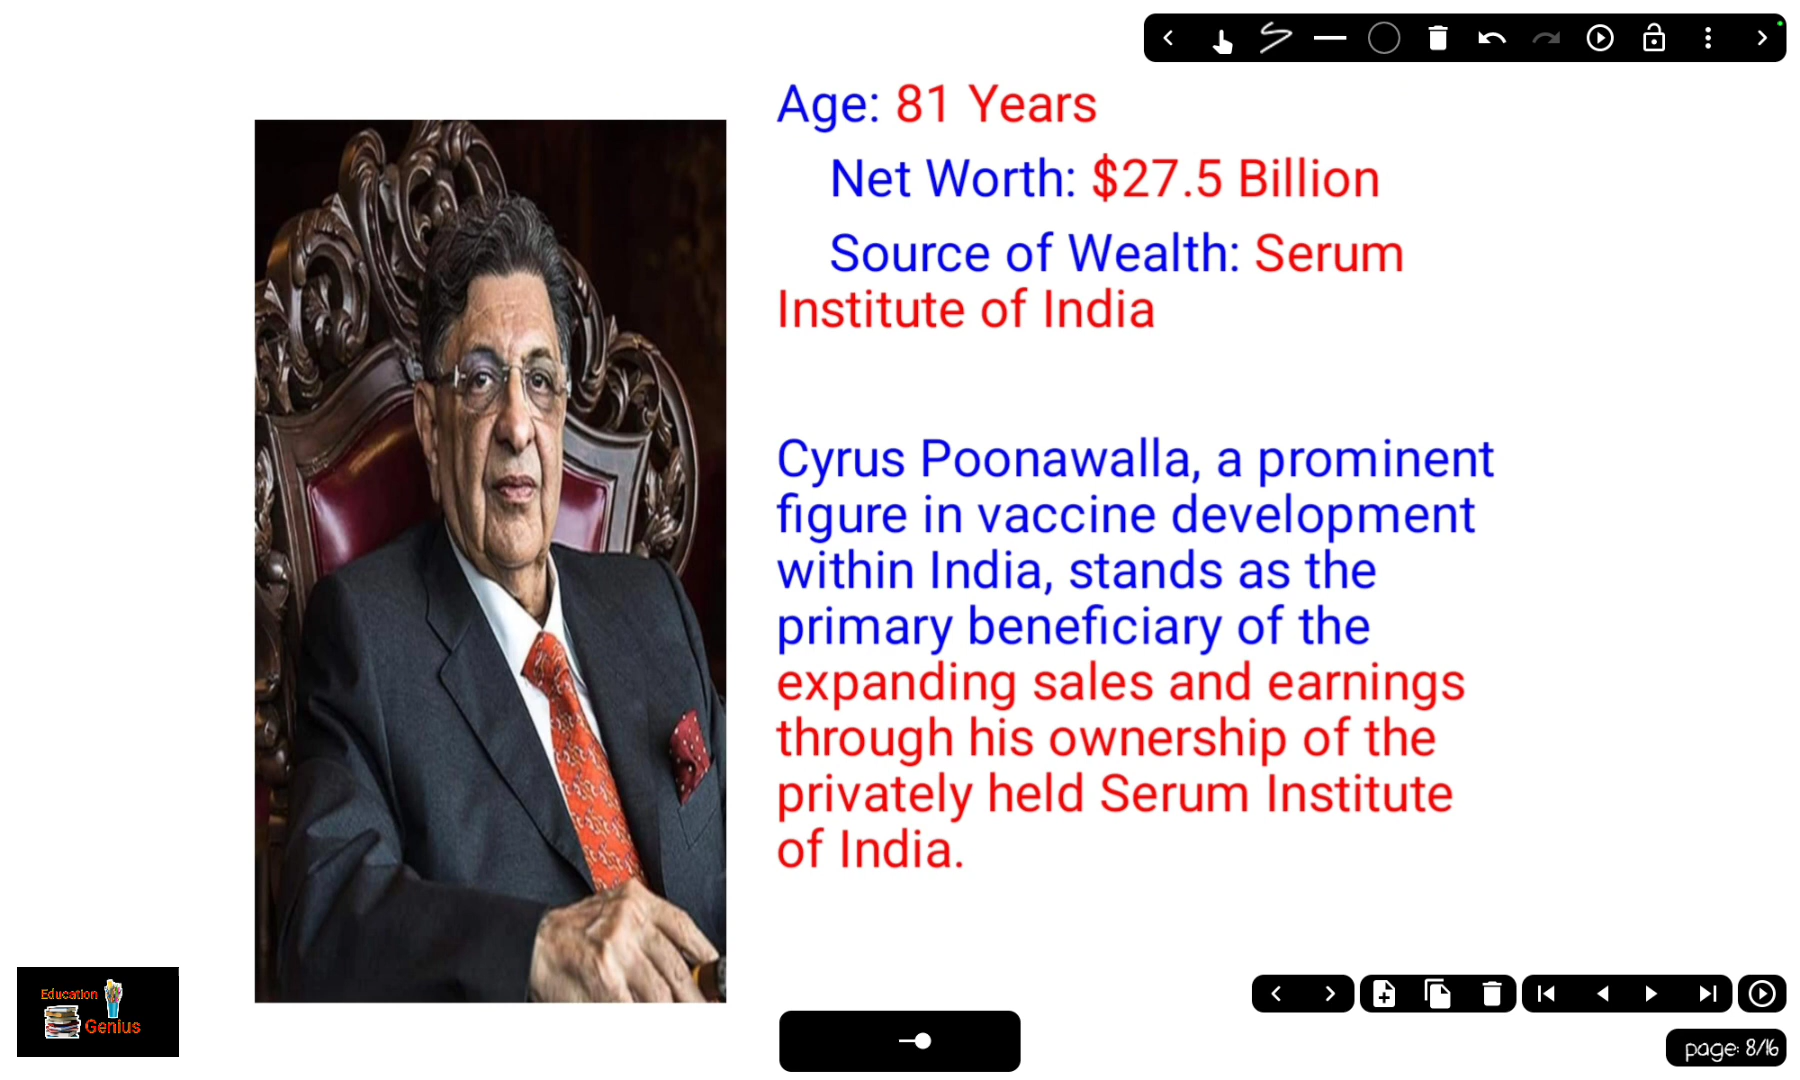 Age: 81 Years
Net Worth: $27.5 Billion
Source of Wealth: Serum
Institute of India
Cyrus Poonawalla, a prominent
figure in vaccine development
within India, stands as the
primary beneficiary of the
expanding sales and earnings
through his ownership of the
privately held Serum Institute
of India.
Education
Genius
page: 8/16